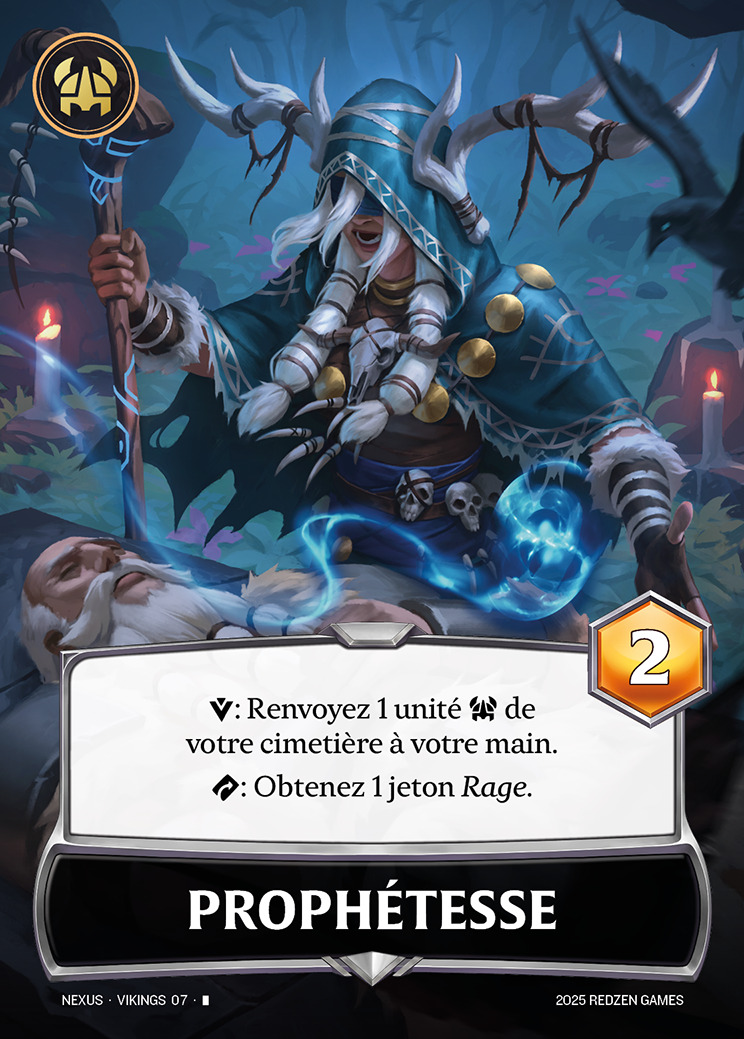 2
: Renvoyez 1 unité de
votre cimetière à votre main.
: Obtenez 1 jeton Rage.
PROPHÉTESSE
NEXUS · VIKINGS 07 ·
2025 REDZEN GAMES